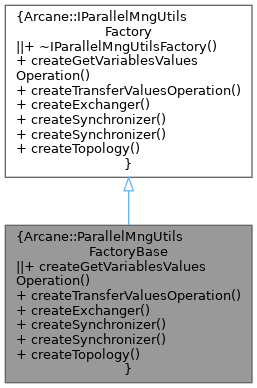 {Arcane::IParallelMngUtils
Factory
||+ ~IParallelMngUtilsFactory()
+ createGetVariablesValues
Operation()
+ createTransferValuesOperation()
+ createExchanger()
+ createSynchronizer()
+ createSynchronizer()
+ createTopology()
}
{Arcane::ParallelMngUtils
FactoryBase
||+ createGetVariablesValues
Operation()
+ createTransferValuesOperation()
+ createExchanger()
+ createSynchronizer()
+ createSynchronizer()
+ createTopology()
}